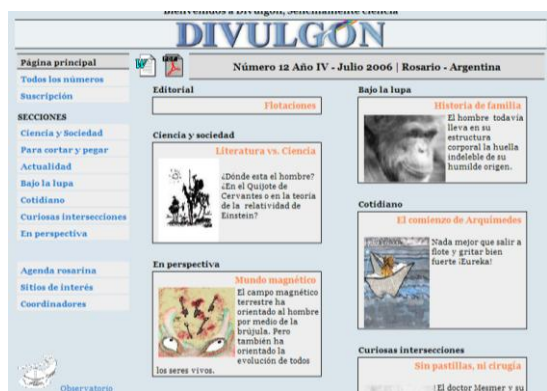 Bienvenidos a Divulgón, Sencillamente Ciencia
DIVULGÓN
Página principal
Todos los números
Suscripción
SECCIONES
Ciencia y Sociedad
Para cortar y pegar
Actualidad
Bajo la lupa
Cotidiano
Curiosas intersecciones
En perspectiva
Agenda rosarina
Sitios de interés
Coordinadores
Observatorio
Número 12 Año IV - Julio 2006 | Rosario - Argentina
Editorial
Flotaciones
Ciencia y sociedad
Literatura vs. Ciencia
¿Dónde esta el hombre?
¿En el Quijote de
Cervantes o en la teoría
de la relatividad de
Einstein?
En perspectiva
Mundo magnético
El campo magnético
terrestre ha
orientado al hombre
por medio de la
brújula. Pero
también ha
orientado la
evolución de todos
los seres vivos.
Bajo la lupa
Historia de familia
El hombre todavía
lleva en su
estructura
corporal la huella
indeleble de su
humilde origen.
Cotidiano
El comienzo de Arquímedes
Nada mejor que salir a
flote y gritar bien
fuerte ¡Eureka!
Curiosas intersecciones
Sin pastillas, ni cirugía
¡El doctor Mesmer y su